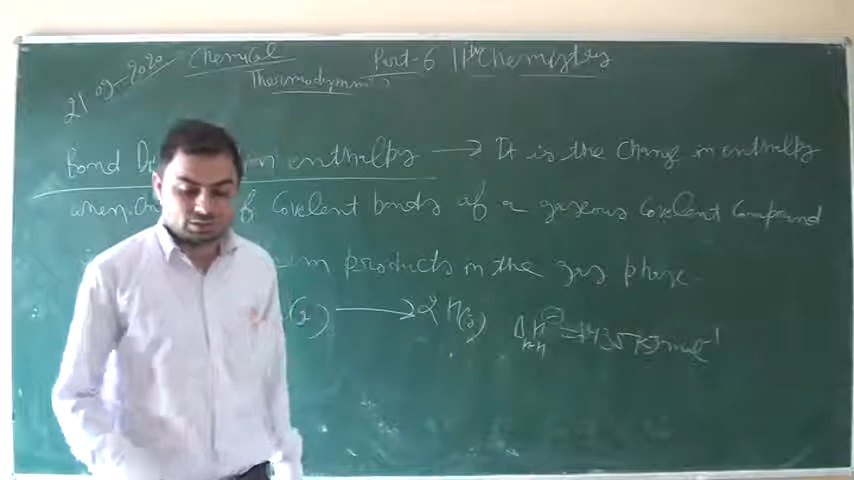 21-09-2020 Chemical Part-6 11th Chemistry
Thermodynamics
Bond enthalpy → It is the change in enthalpy
when of Covalent bonds of a gaseous Covalent Compound
products in the gas phase.
→ 2H(g) ΔH = +435 KJ mol-1